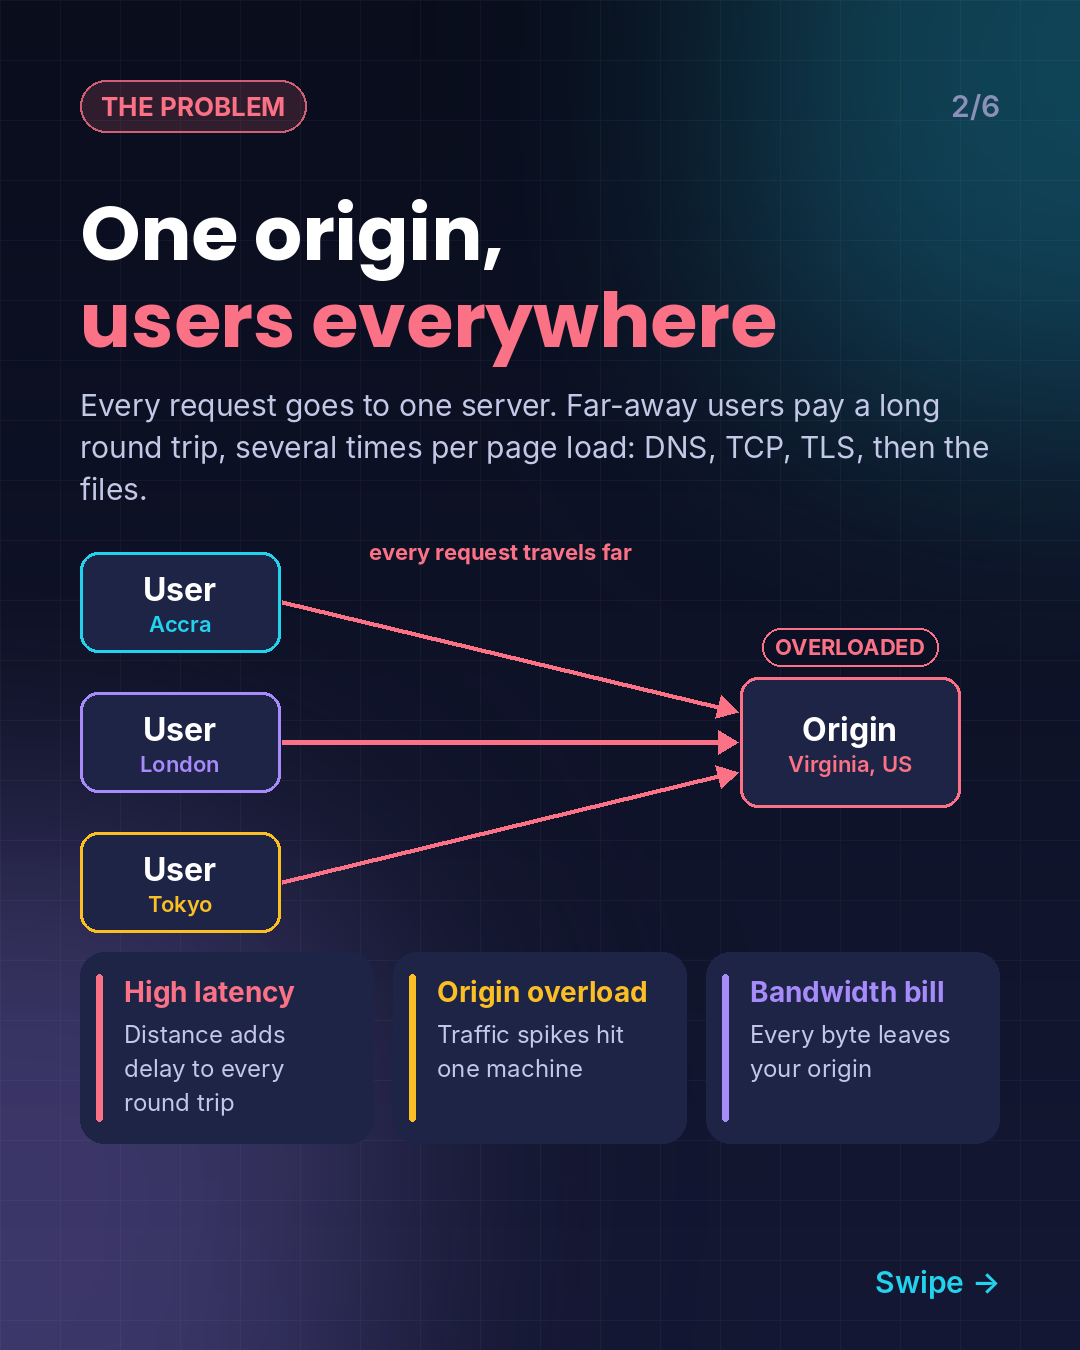 THE PROBLEM
2/6
One origin,
users everywhere
Every request goes to one server. Far-away users pay a long
round trip, several times per page load: DNS, TCP, TLS, then the
files.
every request travels far
User
Accra
OVERLOADED
User
London
Origin
Virginia, US
User
Tokyo
High latency
Distance adds
delay to every
round trip
Origin overload
Traffic spikes hit
one machine
Bandwidth bill
Every byte leaves
your origin
Swipe →